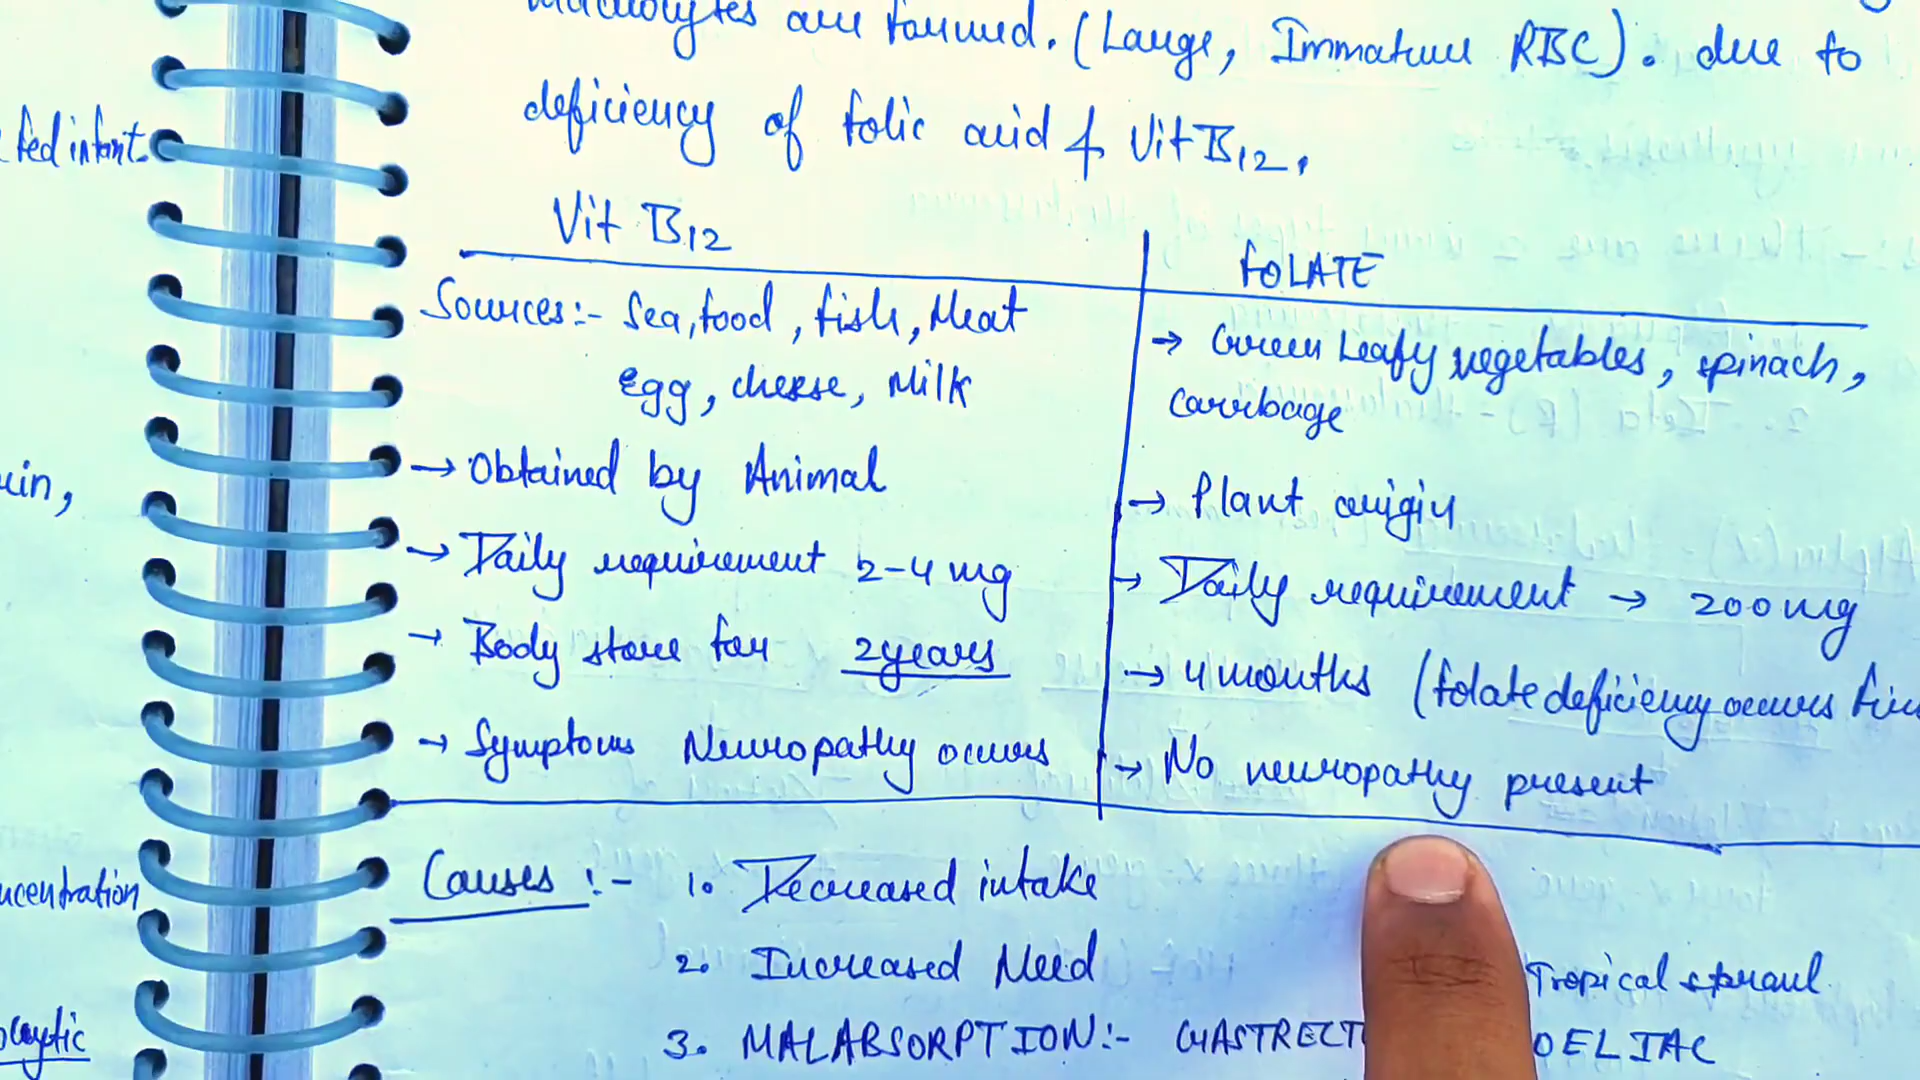 Macrocytes are formed. (Large, Immature RBC). due to
deficiency of folic acid & Vit B12.
Vit B12
FOLATE
Sources:- Sea food, fish, Meat
egg, cheese, Milk
→ Green Leafy vegetables, spinach,
carrbage
→ Obtained by Animal
→ Plant origin
→ Daily requirement 2-4 mg
→ Daily requirement → 200 mg
→ Body store for 2 years
→ 4 months (folate deficiency occurs
→ Symptoms Neuropathy occurs
→ No neuropathy present
Causes :- 1. Decreased intake
2. Increased Need
Tropical spraul
3. MALABSORPTION:- GASTRECT
OELIAC
fed infant.